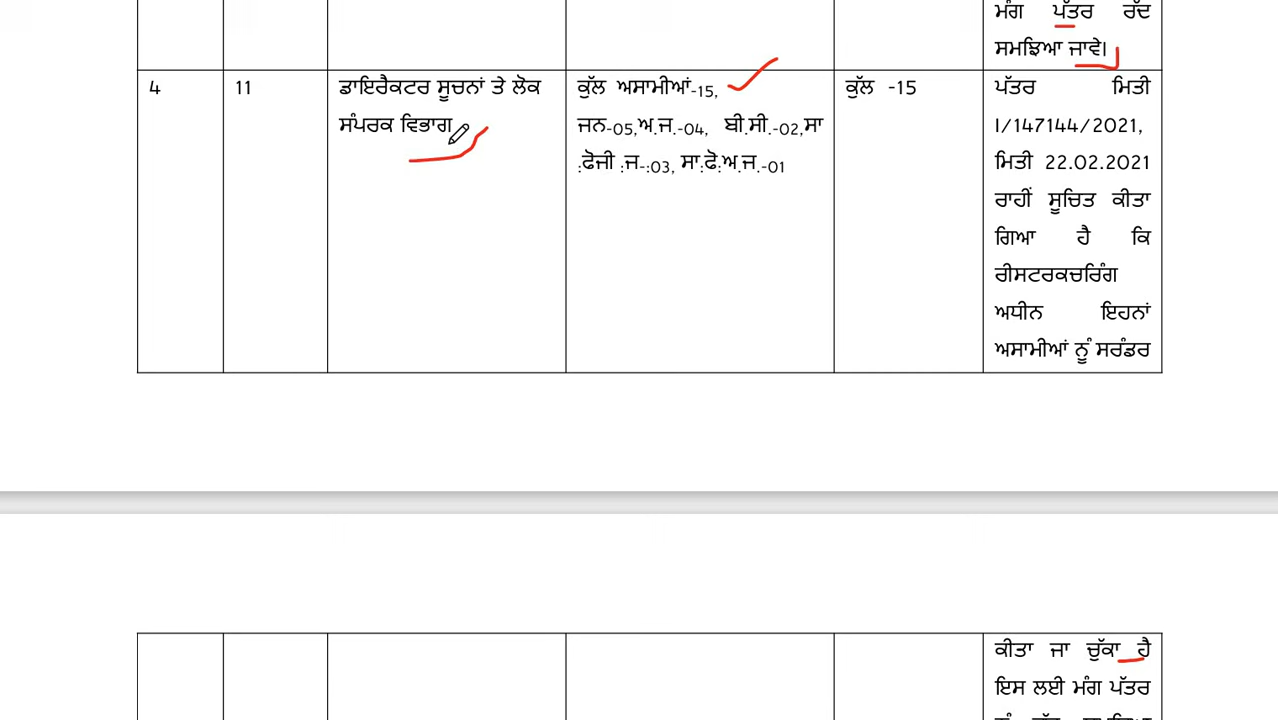 ਮੰਗ ਪੱਤਰ ਰੱਦ
ਸਮਝਿਆ ਜਾਵੇ।
4
11
ਡਾਇਰੈਕਟਰ ਸੂਚਨਾਂ ਤੇ ਲੋਕ
ਸੰਪਰਕ ਵਿਭਾਗ
ਕੁੱਲ ਅਸਾਮੀਆਂ-15,
ਜਨ-05,ਅ.ਜ.-04, ਬੀ.ਸੀ.-02,ਸਾ
:ਫੋਜੀ :ਜ-:03, ਸਾ:ਫੋ:ਅ.ਜ.-01
ਕੁੱਲ -15
ਪੱਤਰ ਮਿਤੀ
I/147144/2021,
ਮਿਤੀ 22.02.2021
ਰਾਹੀਂ ਸੂਚਿਤ ਕੀਤਾ
ਗਿਆ ਹੈ ਕਿ
ਰੀਸਟਰਕਚਰਿੰਗ
ਅਧੀਨ ਇਹਨਾਂ
ਅਸਾਮੀਆਂ ਨੂੰ ਸਰੰਡਰ
ਕੀਤਾ ਜਾ ਚੁੱਕਾ ਹੈ
ਇਸ ਲਈ ਮੰਗ ਪੱਤਰ